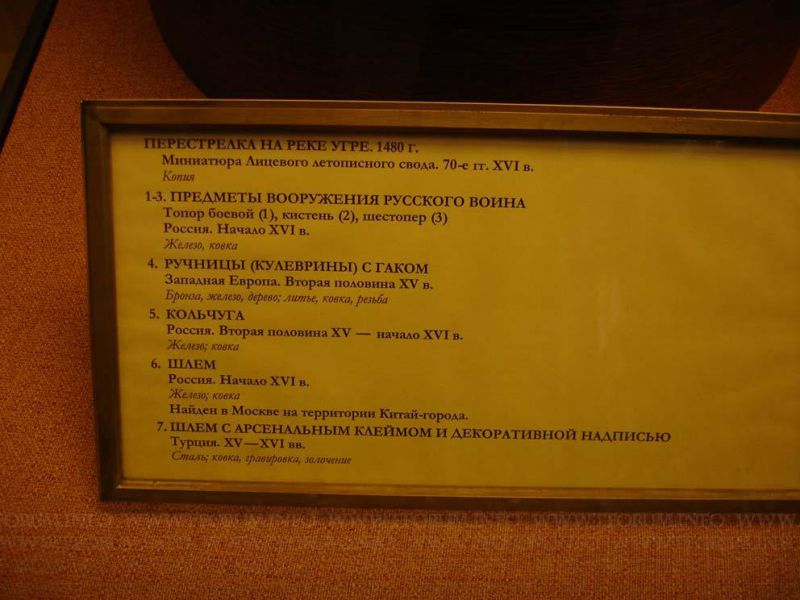 ПЕРЕСТРЕЛКА НА РЕКЕ УГРЕ. 1480 г.
Миниатюра Лицевого летописного свода. 70-е гг. XVI в.
Копия
1-3. ПРЕДМЕТЫ ВООРУЖЕНИЯ РУССКОГО ВОИНА
Топор боевой (1), кистень (2), шестопер (3)
Россия. Начало XVI в.
Железо, ковка
4. РУЧНИЦЫ (КУЛЕВРИНЫ) С ГАКОМ
Западная Европа. Вторая половина XV в.
Бронза, железо, дерево; литье, ковка, резьба
5. КОЛЬЧУГА
Россия. Вторая половина XV — начало XVI в.
Железо; ковка
6. ШЛЕМ
Россия. Начало XVI в.
Железо; ковка
Найден в Москве на территории Китай-города.
7. ШЛЕМ С АРСЕНАЛЬНЫМ КЛЕЙМОМ И ДЕКОРАТИВНОЙ НАДПИСЬЮ
Турция. XV—XVI вв.
Сталь; ковка, гравировка, золочение